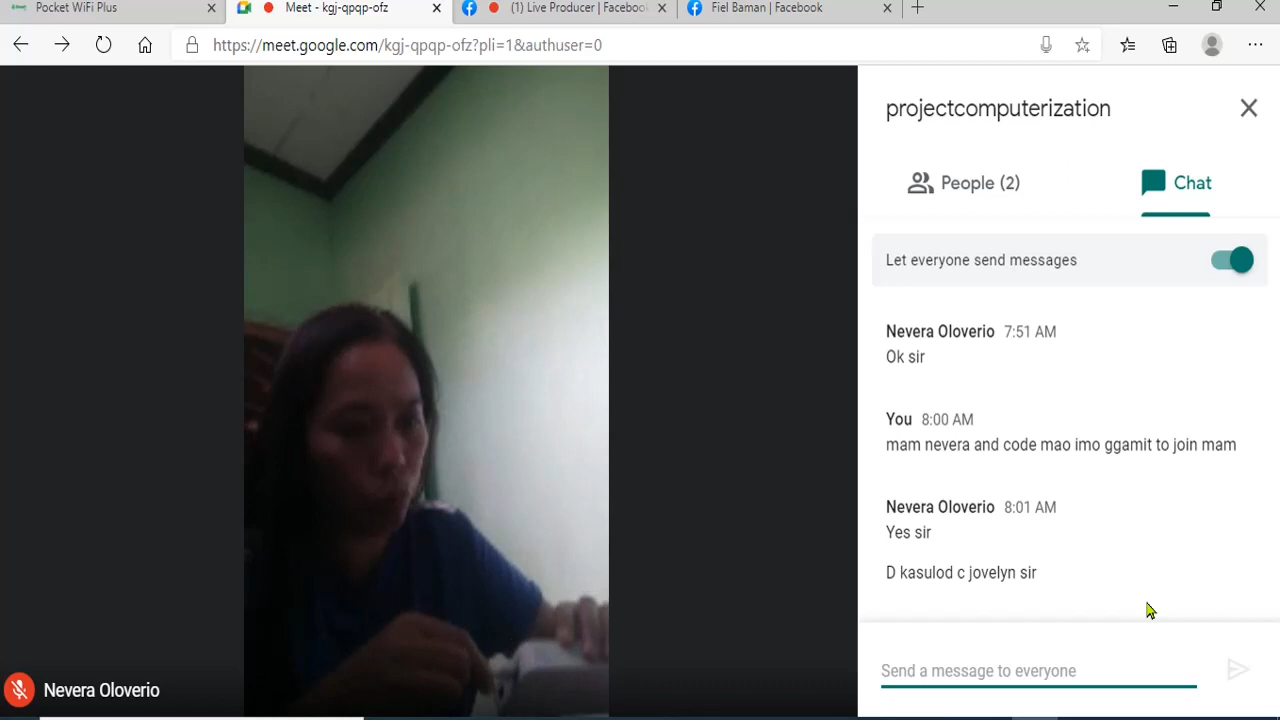 Pocket WiFi Plus
Meet - kgj-qpqp-ofz
(1) Live Producer | Facebook
Fiel Baman | Facebook
https://meet.google.com/kgj-qpqp-ofz?pli=1&authuser=0
projectcomputerization
People (2)
Chat
Let everyone send messages
Nevera Oloverio 7:51 AM
Ok sir
You 8:00 AM
mam nevera and code mao imo ggamit to join mam
Nevera Oloverio 8:01 AM
Yes sir
D kasulod c jovelyn sir
Send a message to everyone
Nevera Oloverio